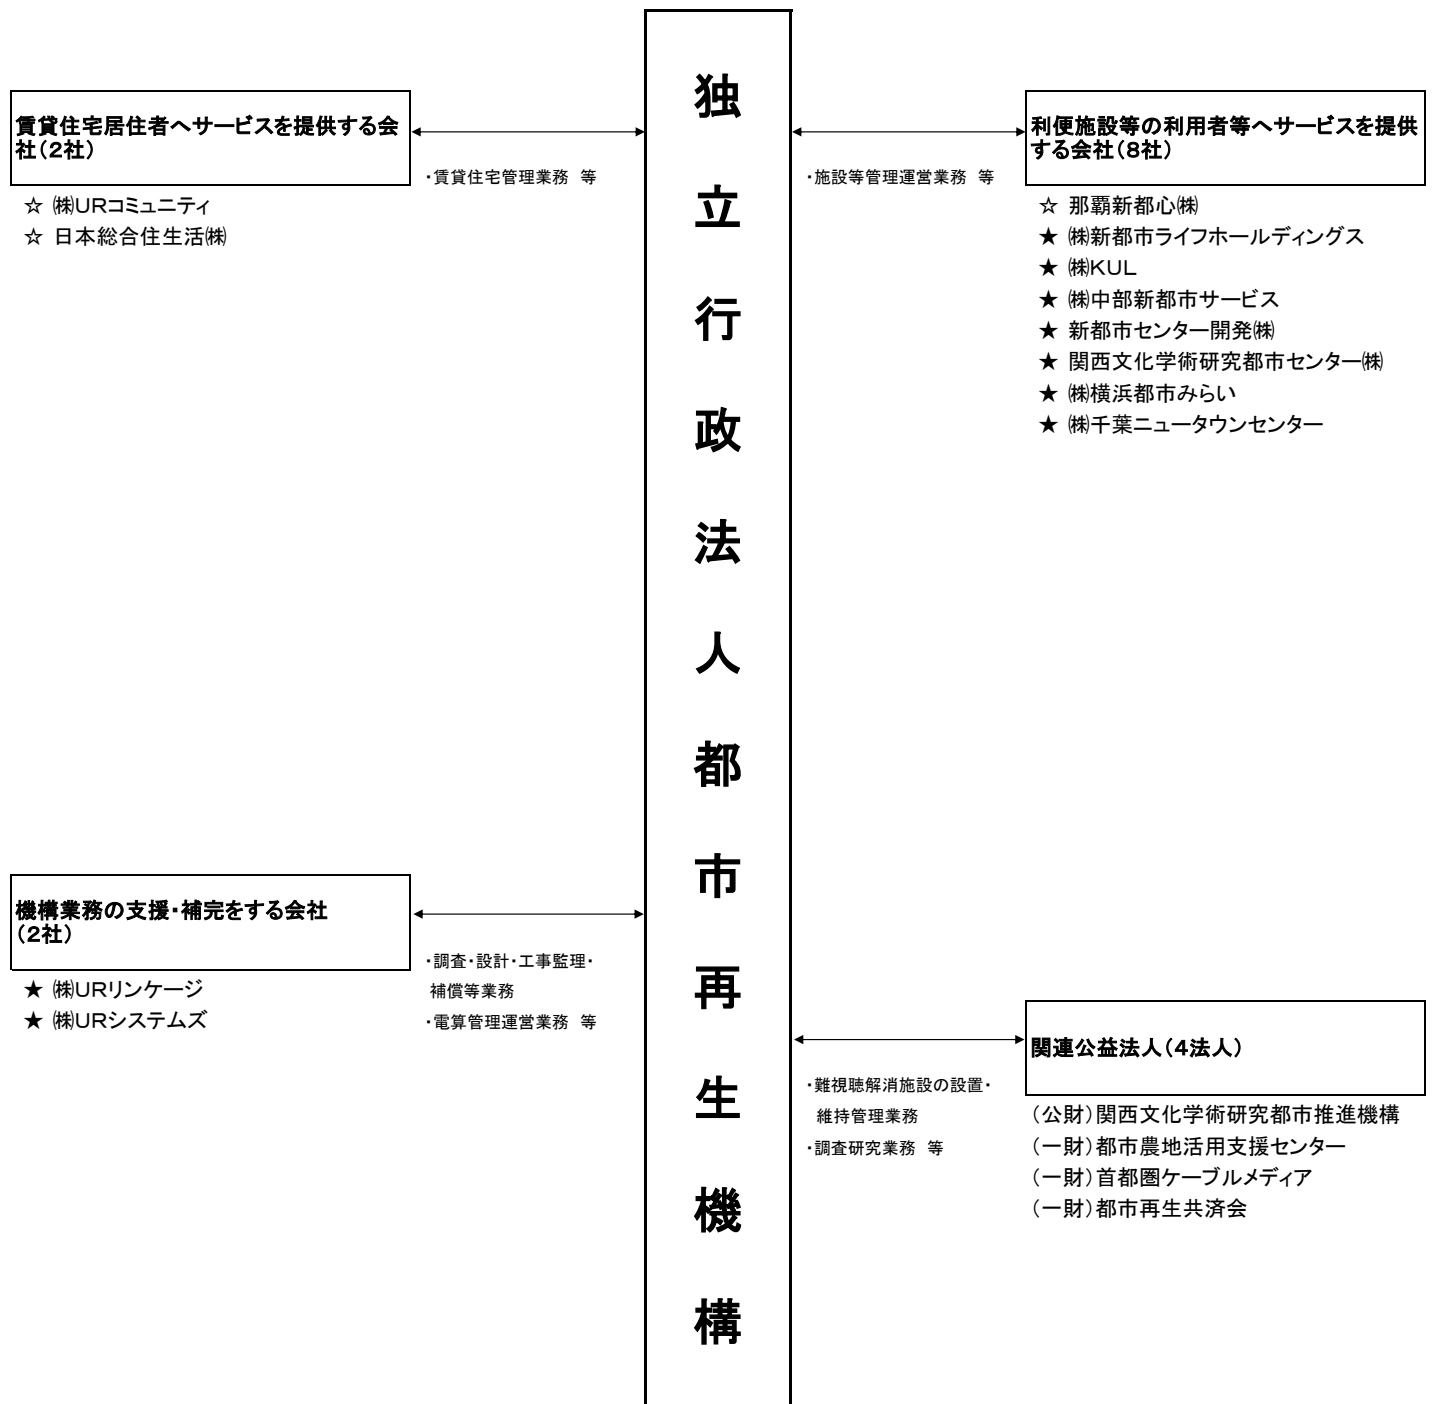 独立行政法人都市再生機構
賃貸住宅居住者へサービスを提供する会
社(2社)
・賃貸住宅管理業務　等
☆ ㈱URコミュニティ
☆ 日本総合住生活㈱
機構業務の支援・補完をする会社
(2社)
・調査・設計・工事監理・
補償等業務
・電算管理運営業務　等
★ ㈱URリンケージ
★ ㈱URシステムズ
利便施設等の利用者等へサービスを提供
する会社(8社)
・施設等管理運営業務　等
☆ 那覇新都心㈱
★ ㈱新都市ライフホールディングス
★ ㈱KUL
★ ㈱中部新都市サービス
★ 新都市センター開発㈱
★ 関西文化学術研究都市センター㈱
★ ㈱横浜都市みらい
★ ㈱千葉ニュータウンセンター
関連公益法人(4法人)
・難視聴解消施設の設置・
維持管理業務
・調査研究業務　等
(公財)関西文化学術研究都市推進機構
(一財)都市農地活用支援センター
(一財)首都圏ケーブルメディア
(一財)都市再生共済会